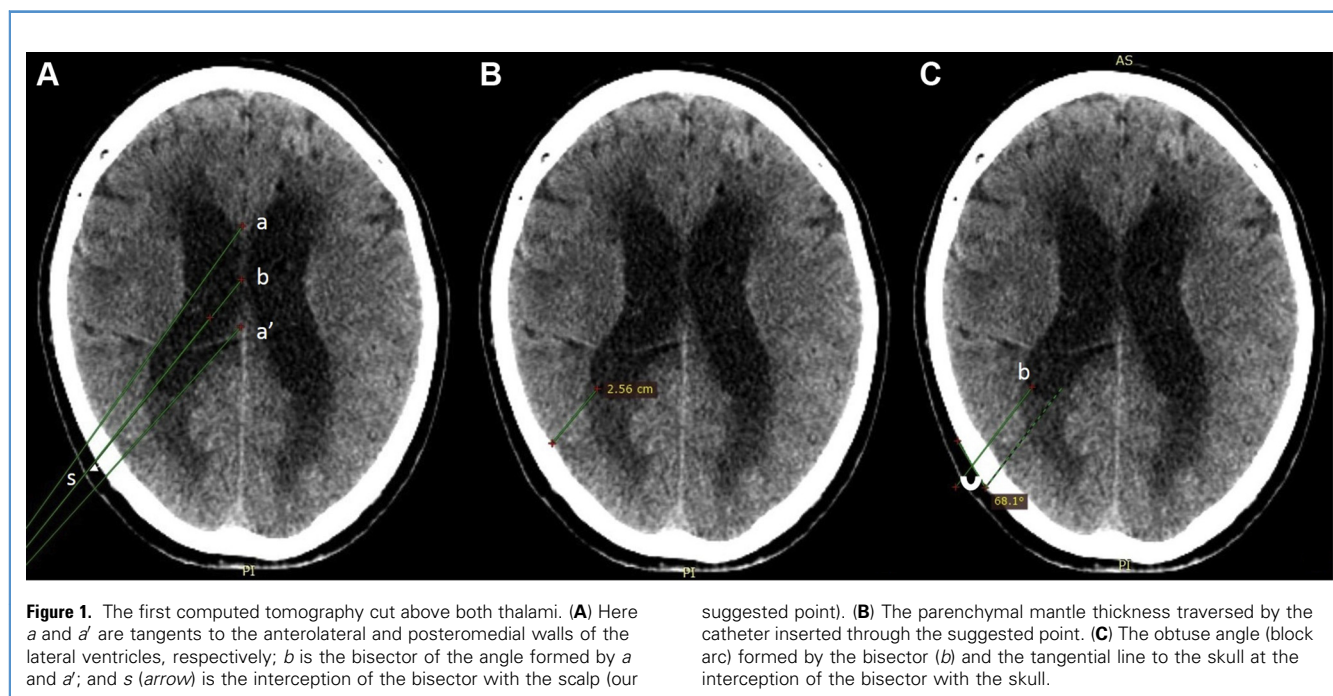 A
B
C
AS
a
b
a′
s
PI
2.56 cm
PI
b
68.1°
PI
Figure 1. The first computed tomography cut above both thalami. (A) Here
a and a′ are tangents to the anterolateral and posteromedial walls of the
lateral ventricles, respectively; b is the bisector of the angle formed by a
and a′; and s (arrow) is the interception of the bisector with the scalp (our
suggested point). (B) The parenchymal mantle thickness traversed by the
catheter inserted through the suggested point. (C) The obtuse angle (block
arc) formed by the bisector (b) and the tangential line to the skull at the
interception of the bisector with the skull.